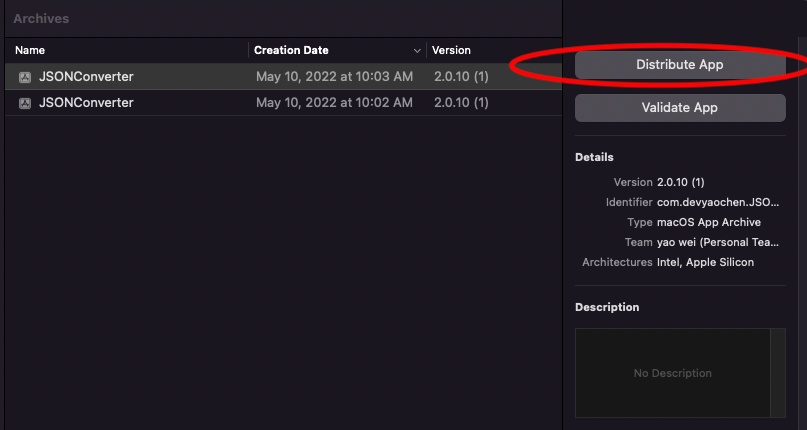 Archives
Name Creation Date Version
JSONConverter May 10, 2022 at 10:03 AM 2.0.10 (1)
JSONConverter May 10, 2022 at 10:02 AM 2.0.10 (1)
Distribute App
Validate App
Details
Version 2.0.10 (1)
Identifier com.devyaochen.JSO...
Type macOS App Archive
Team yao wei (Personal Tea...
Architectures Intel, Apple Silicon
Description
No Description